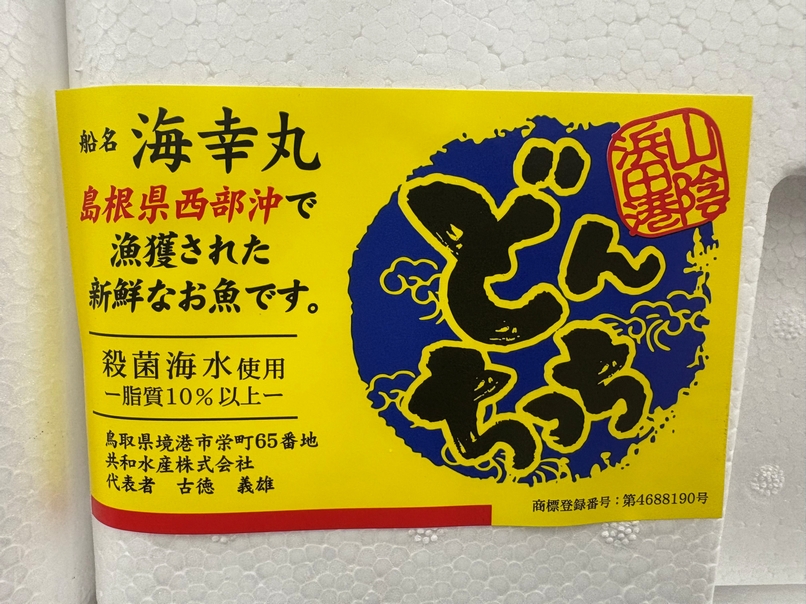 船名 海幸丸
島根県西部沖で
漁獲された
新鮮なお魚です。
殺菌海水使用
ー脂質10％以上ー
鳥取県境港市栄町65番地
共和水産株式会社
代表者 古徳 義雄
山陰
浜田港
どん
ちっち
商標登録番号：第4688190号